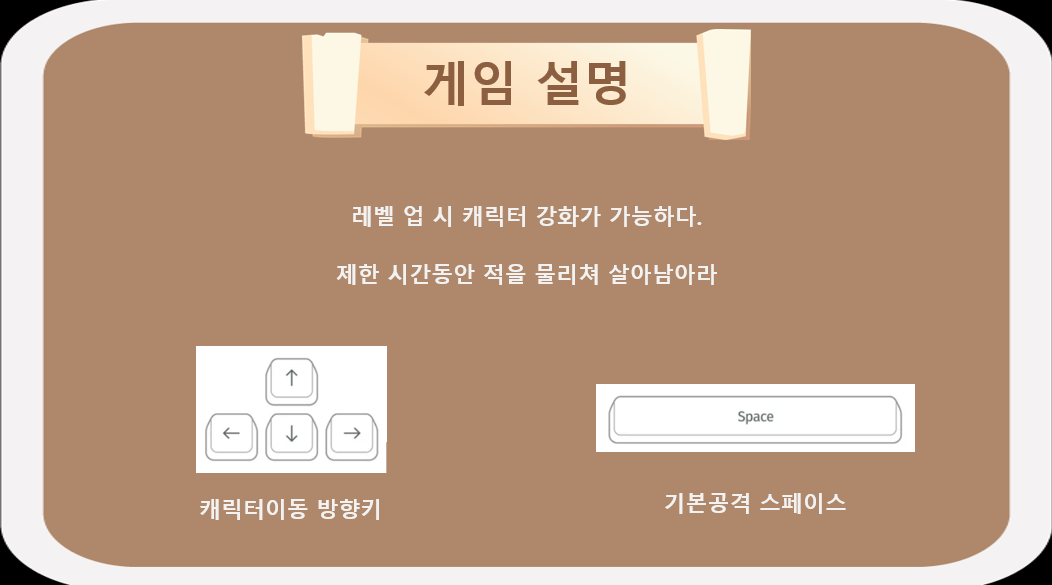 게임 설명
레벨 업 시 캐릭터 강화가 가능하다.
제한 시간동안 적을 물리쳐 살아남아라
↑
← ↓ →
Space
캐릭터이동 방향키
기본공격 스페이스